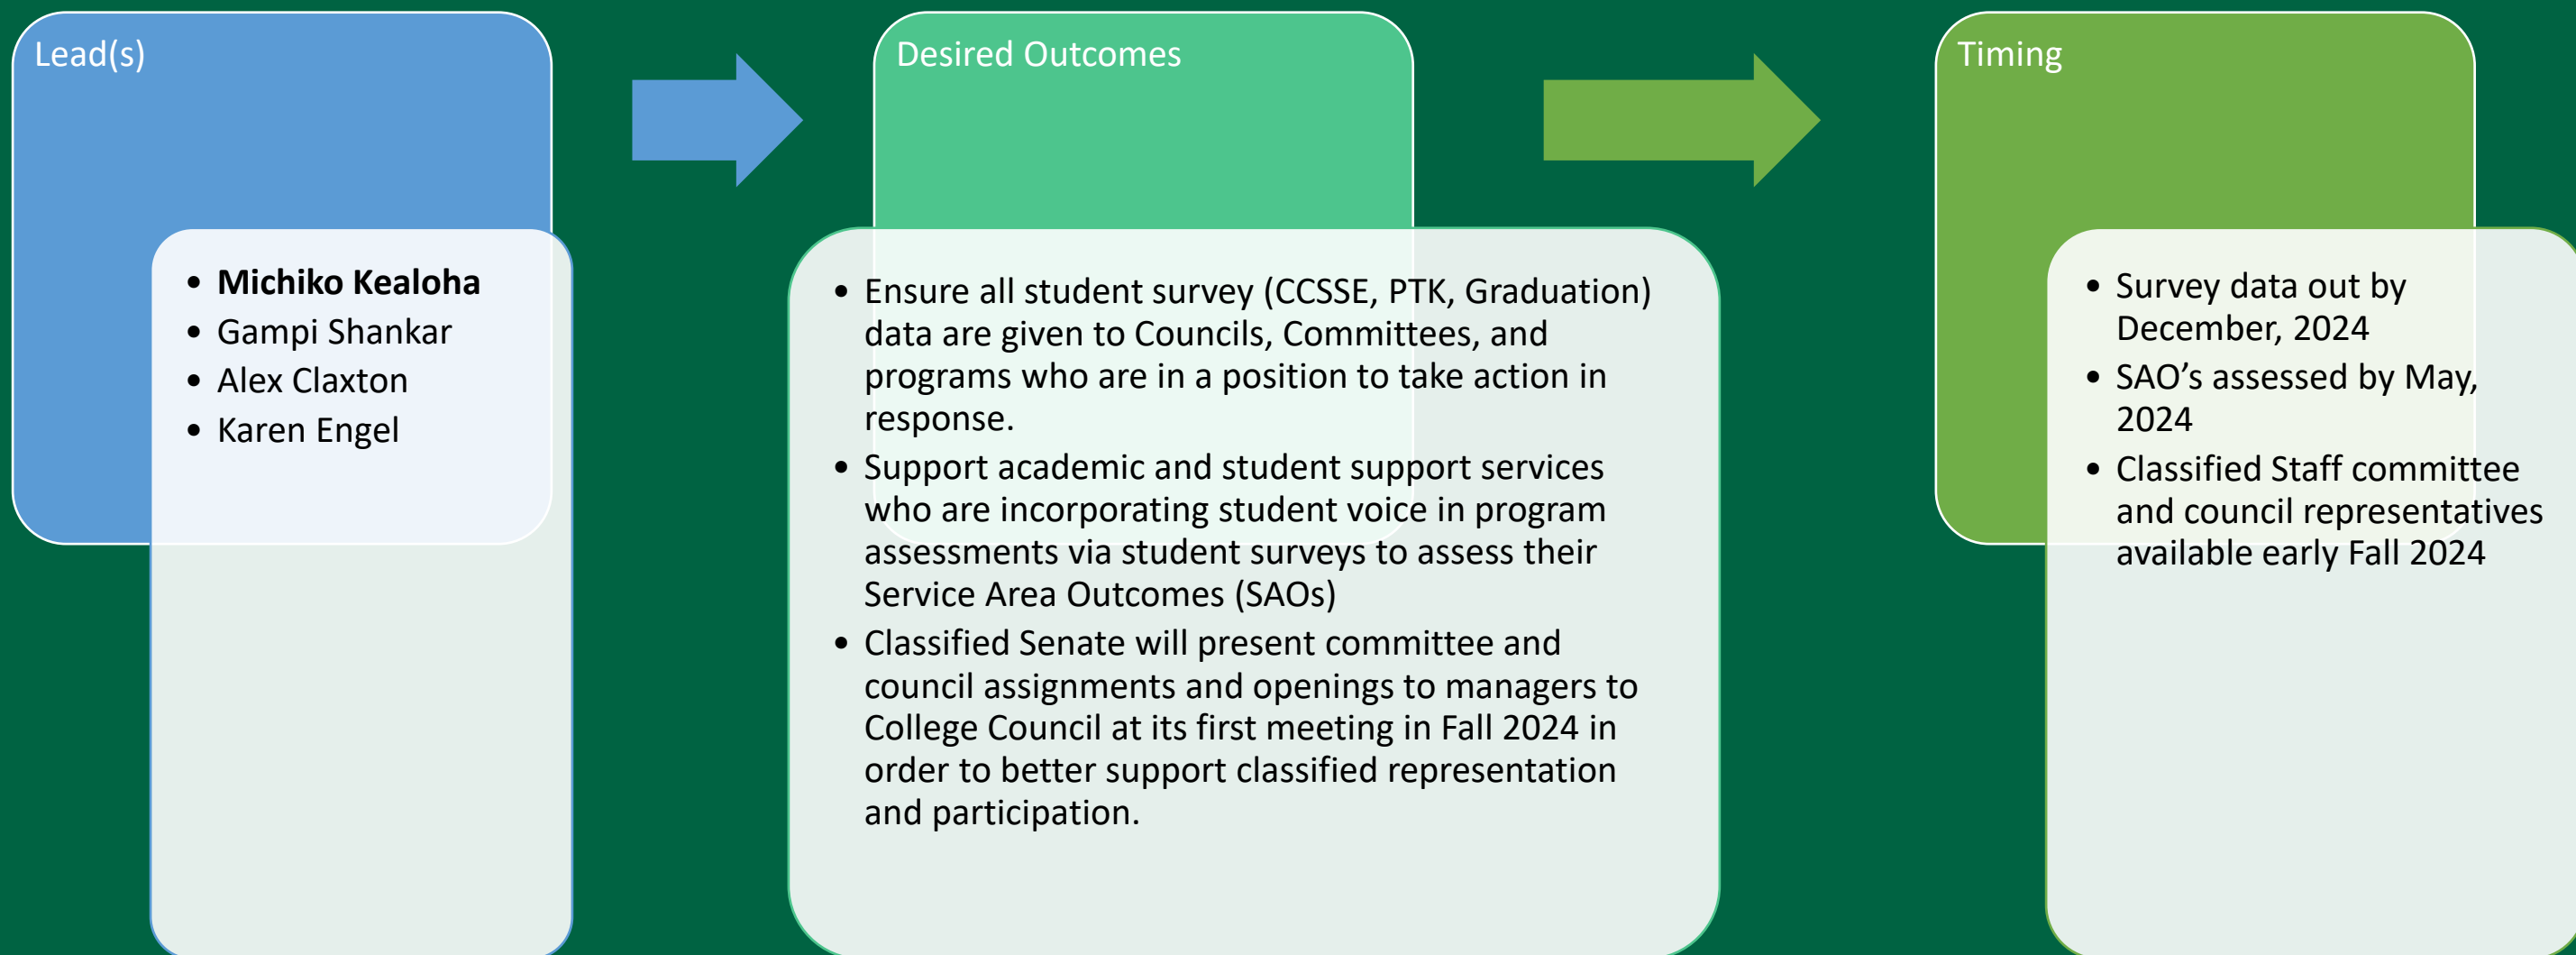 Lead(s)
• Michiko Kealoha
• Gampi Shankar
• Alex Claxton
• Karen Engel
Desired Outcomes
• Ensure all student survey (CCSSE, PTK, Graduation)
data are given to Councils, Committees, and
programs who are in a position to take action in
response.
• Support academic and student support services
who are incorporating student voice in program
assessments via student surveys to assess their
Service Area Outcomes (SAOs)
• Classified Senate will present committee and
council assignments and openings to managers to
College Council at its first meeting in Fall 2024 in
order to better support classified representation
and participation.
Timing
• Survey data out by
December, 2024
• SAO’s assessed by May,
2024
• Classified Staff committee
and council representatives
available early Fall 2024